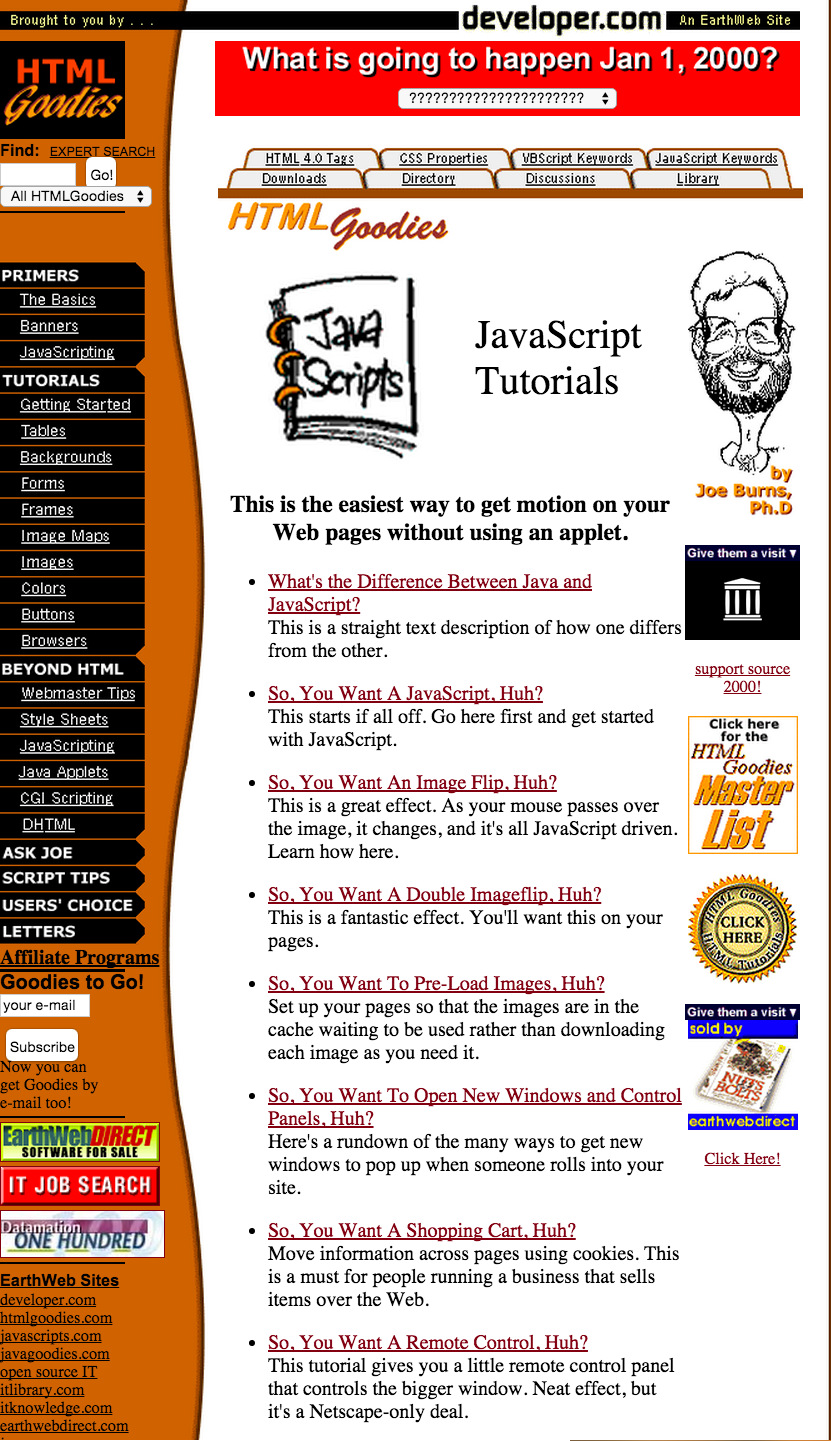 Brought to you by . . .
developer.com
An EarthWeb Site
HTML
Goodies
What is going to happen Jan 1, 2000?
??????????????????????
Find: EXPERT SEARCH
Go!
All HTMLGoodies
HTML 4.0 Tags CSS Properties VBScript Keywords JavaScript Keywords
Downloads Directory Discussions Library
HTML Goodies
Java
Scripts
JavaScript
Tutorials
by
Joe Burns,
Ph.D
PRIMERS
The Basics
Banners
JavaScripting
TUTORIALS
Getting Started
Tables
Backgrounds
Forms
Frames
Image Maps
Images
Colors
Buttons
Browsers
BEYOND HTML
Webmaster Tips
Style Sheets
JavaScripting
Java Applets
CGI Scripting
DHTML
ASK JOE
SCRIPT TIPS
USERS' CHOICE
LETTERS
Affiliate Programs
Goodies to Go!
your e-mail
Subscribe
Now you can
get Goodies by
e-mail too!
EarthWebDIRECT
SOFTWARE FOR SALE
IT JOB SEARCH
Datamation 100
ONE HUNDRED
EarthWeb Sites
developer.com
htmlgoodies.com
javascripts.com
javagoodies.com
open source IT
itlibrary.com
itknowledge.com
earthwebdirect.com
This is the easiest way to get motion on your
Web pages without using an applet.
What's the Difference Between Java and
JavaScript?
This is a straight text description of how one differs
from the other.
So, You Want A JavaScript, Huh?
This starts if all off. Go here first and get started
with JavaScript.
So, You Want An Image Flip, Huh?
This is a great effect. As your mouse passes over
the image, it changes, and it's all JavaScript driven.
Learn how here.
So, You Want A Double Imageflip, Huh?
This is a fantastic effect. You'll want this on your
pages.
So, You Want To Pre-Load Images, Huh?
Set up your pages so that the images are in the
cache waiting to be used rather than downloading
each image as you need it.
So, You Want To Open New Windows and Control
Panels, Huh?
Here's a rundown of the many ways to get new
windows to pop up when someone rolls into your
site.
So, You Want A Shopping Cart, Huh?
Move information across pages using cookies. This
is a must for people running a business that sells
items over the Web.
So, You Want A Remote Control, Huh?
This tutorial gives you a little remote control panel
that controls the bigger window. Neat effect, but
it's a Netscape-only deal.
Give them a visit ▾
support source
2000!
Click here
for the
HTML
Goodies
Master
List
HTML Goodies
CLICK
HERE
HTML Tutorials
Give them a visit ▾
sold by
NUTS
BOLTS
earthwebdirect
Click Here!